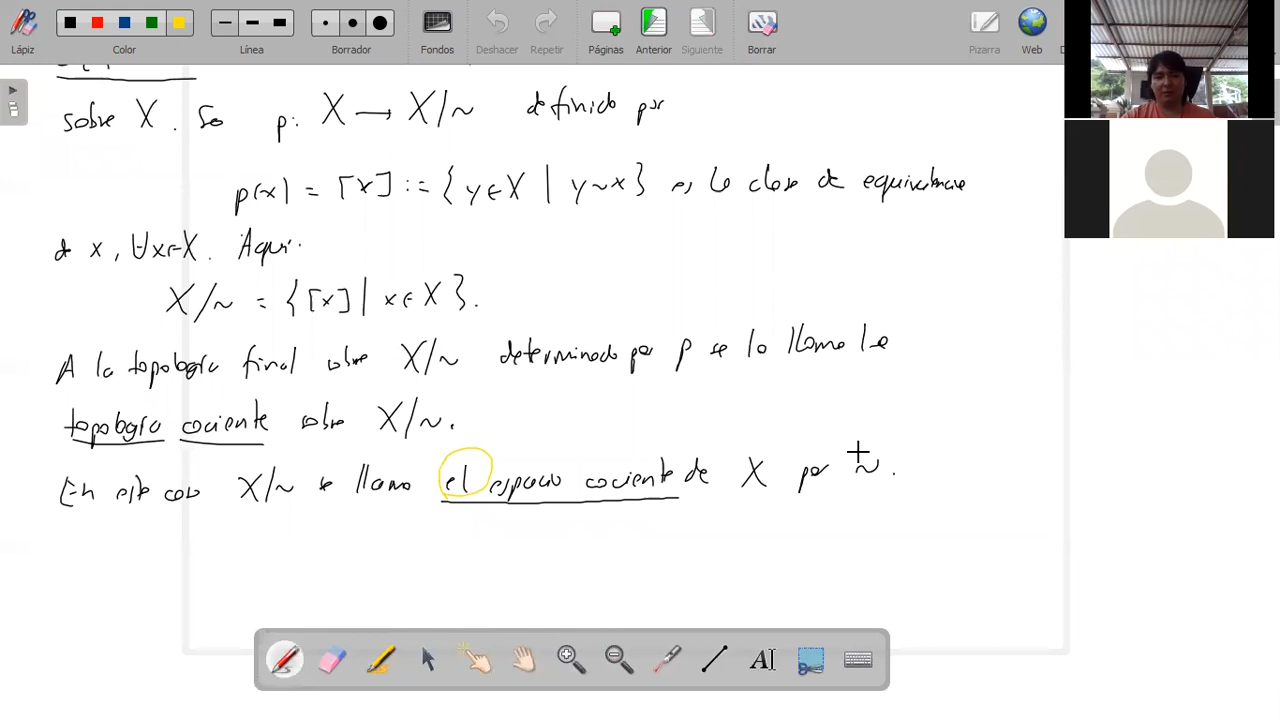 Lápiz Color Línea Borrador Fondos Deshacer Repetir Páginas Anterior Siguiente Borrar Pizarra Web
sobre X. Sea p: X → X/~ definida por
p(x) = [x] := { y ∈ X | y ~ x } es la clase de equivalencia
de x, ∀x∈X. Aquí:
X/~ = { [x] | x ∈ X }.
A la topología final sobre X/~ determinada por p se la llama la
topología cociente sobre X/~.
En este caso X/~ se llama el espacio cociente de X por ~.